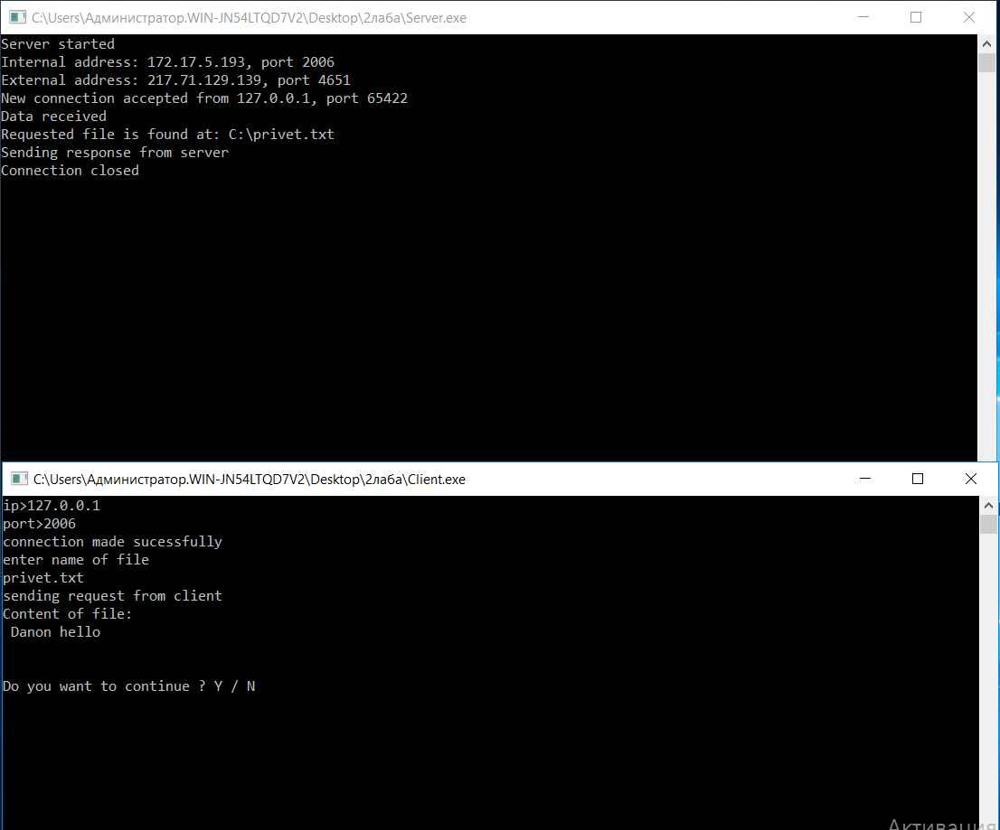 C:\Users\Администратор.WIN-JN54LTQD7V2\Desktop\2лаба\Server.exe
Server started
Internal address: 172.17.5.193, port 2006
External address: 217.71.129.139, port 4651
New connection accepted from 127.0.0.1, port 65422
Data received
Requested file is found at: C:\privet.txt
Sending response from server
Connection closed
C:\Users\Администратор.WIN-JN54LTQD7V2\Desktop\2лаба\Client.exe
ip>127.0.0.1
port>2006
connection made sucessfully
enter name of file
privet.txt
sending request from client
Content of file:
Danon hello
Do you want to continue ? Y / N
Активация